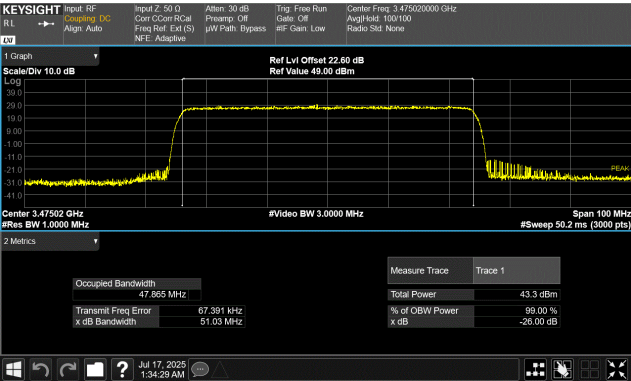 KEYSIGHT Input: RF Input Z: 50 Ω Atten: 30 dB Trig: Free Run Center Freq: 3.475020000 GHz
RL Coupling: DC Corr CCorr RCal Preamp: Off Gate: Off Avg|Hold: 100/100
Align: Auto Freq Ref: Ext (S) µW Path: Bypass #IF Gain: Low Radio Std: None
LXI NFE: Adaptive
1 Graph
Ref Lvl Offset 22.60 dB
Scale/Div 10.0 dB Ref Value 49.00 dBm
Log
39.0
29.0
19.0
9.00
-1.00
-11.0
-21.0
PEAK
-31.0
-41.0
Center 3.47502 GHz #Video BW 3.0000 MHz Span 100 MHz
#Res BW 1.0000 MHz #Sweep 50.2 ms (3000 pts)
2 Metrics
Measure Trace Trace 1
Occupied Bandwidth
47.865 MHz Total Power 43.3 dBm
Transmit Freq Error 67.391 kHz % of OBW Power 99.00 %
x dB Bandwidth 51.03 MHz x dB -26.00 dB
? Jul 17, 2025
1:34:29 AM